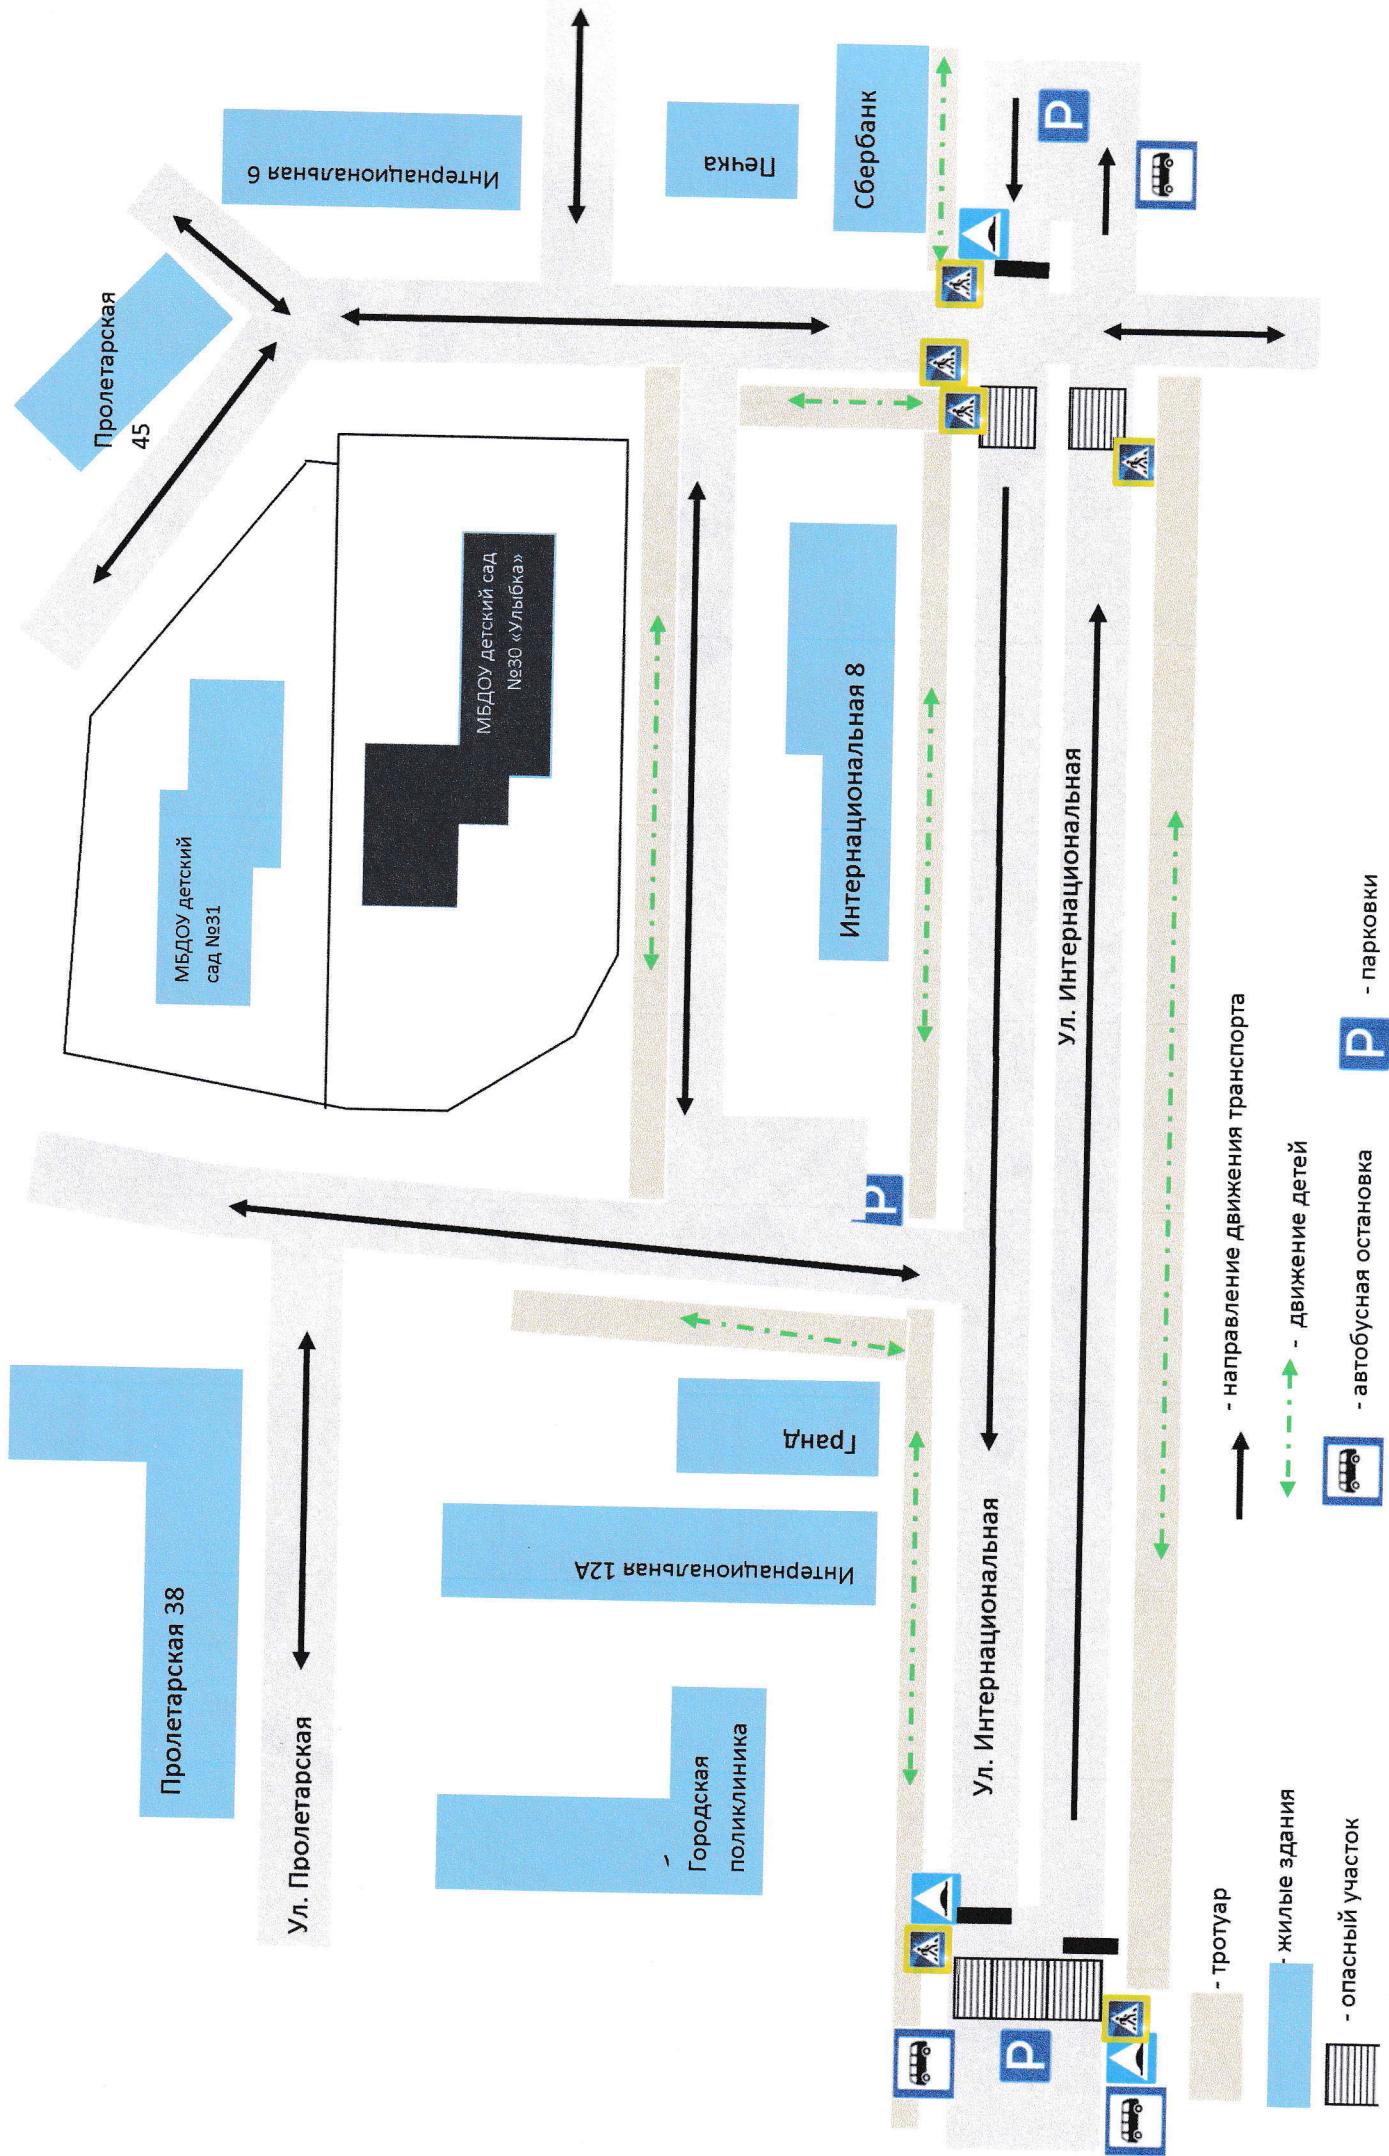 Пролетарская 38
Ул. Пролетарская
МБДОУ детский
сад №31
Пролетарская
45
МБДОУ детский сад
№30 «Улыбка»
Интернациональная 6
Печка
Сбербанк
Городская
поликлиника
Интернациональная 12А
Гранд
Интернациональная 8
Р
Р
Ул. Интернациональная
Ул. Интернациональная
Р
- тротуар
- жилые здания
- опасный участок
- направление движения транспорта
- движение детей
- автобусная остановка
Р
- парковки